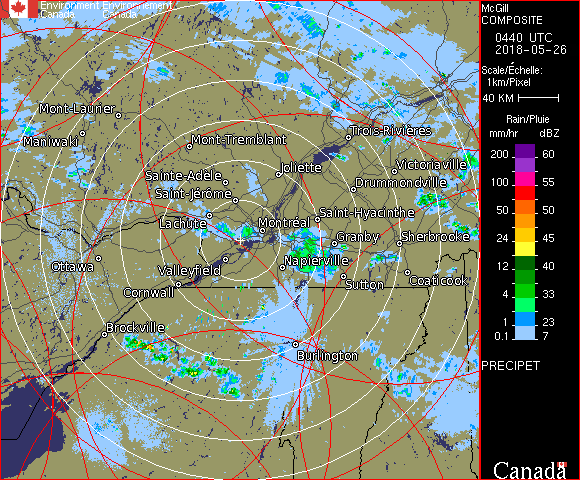 Environment Environnement
Canada Canada
McGill
COMPOSITE
0440 UTC
2018-05-26
Scale/Échelle:
1km/Pixel
40 KM
Rain/Pluie
mm/hr dBZ
200 60
100 55
50 50
24 45
12 40
4 33
1 23
0.1 7
PRECIPET
Canada
Mont-Laurier
Maniwaki
Mont-Tremblant
Trois-Rivières
Joliette
Victoriaville
Sainte-Adèle
Drummondville
Saint-Jérôme
Lachute
Saint-Hyacinthe
Montréal
Granby
Sherbrooke
Ottawa
Valleyfield
Napierville
Sutton
Coaticook
Cornwall
Brockville
Burlington